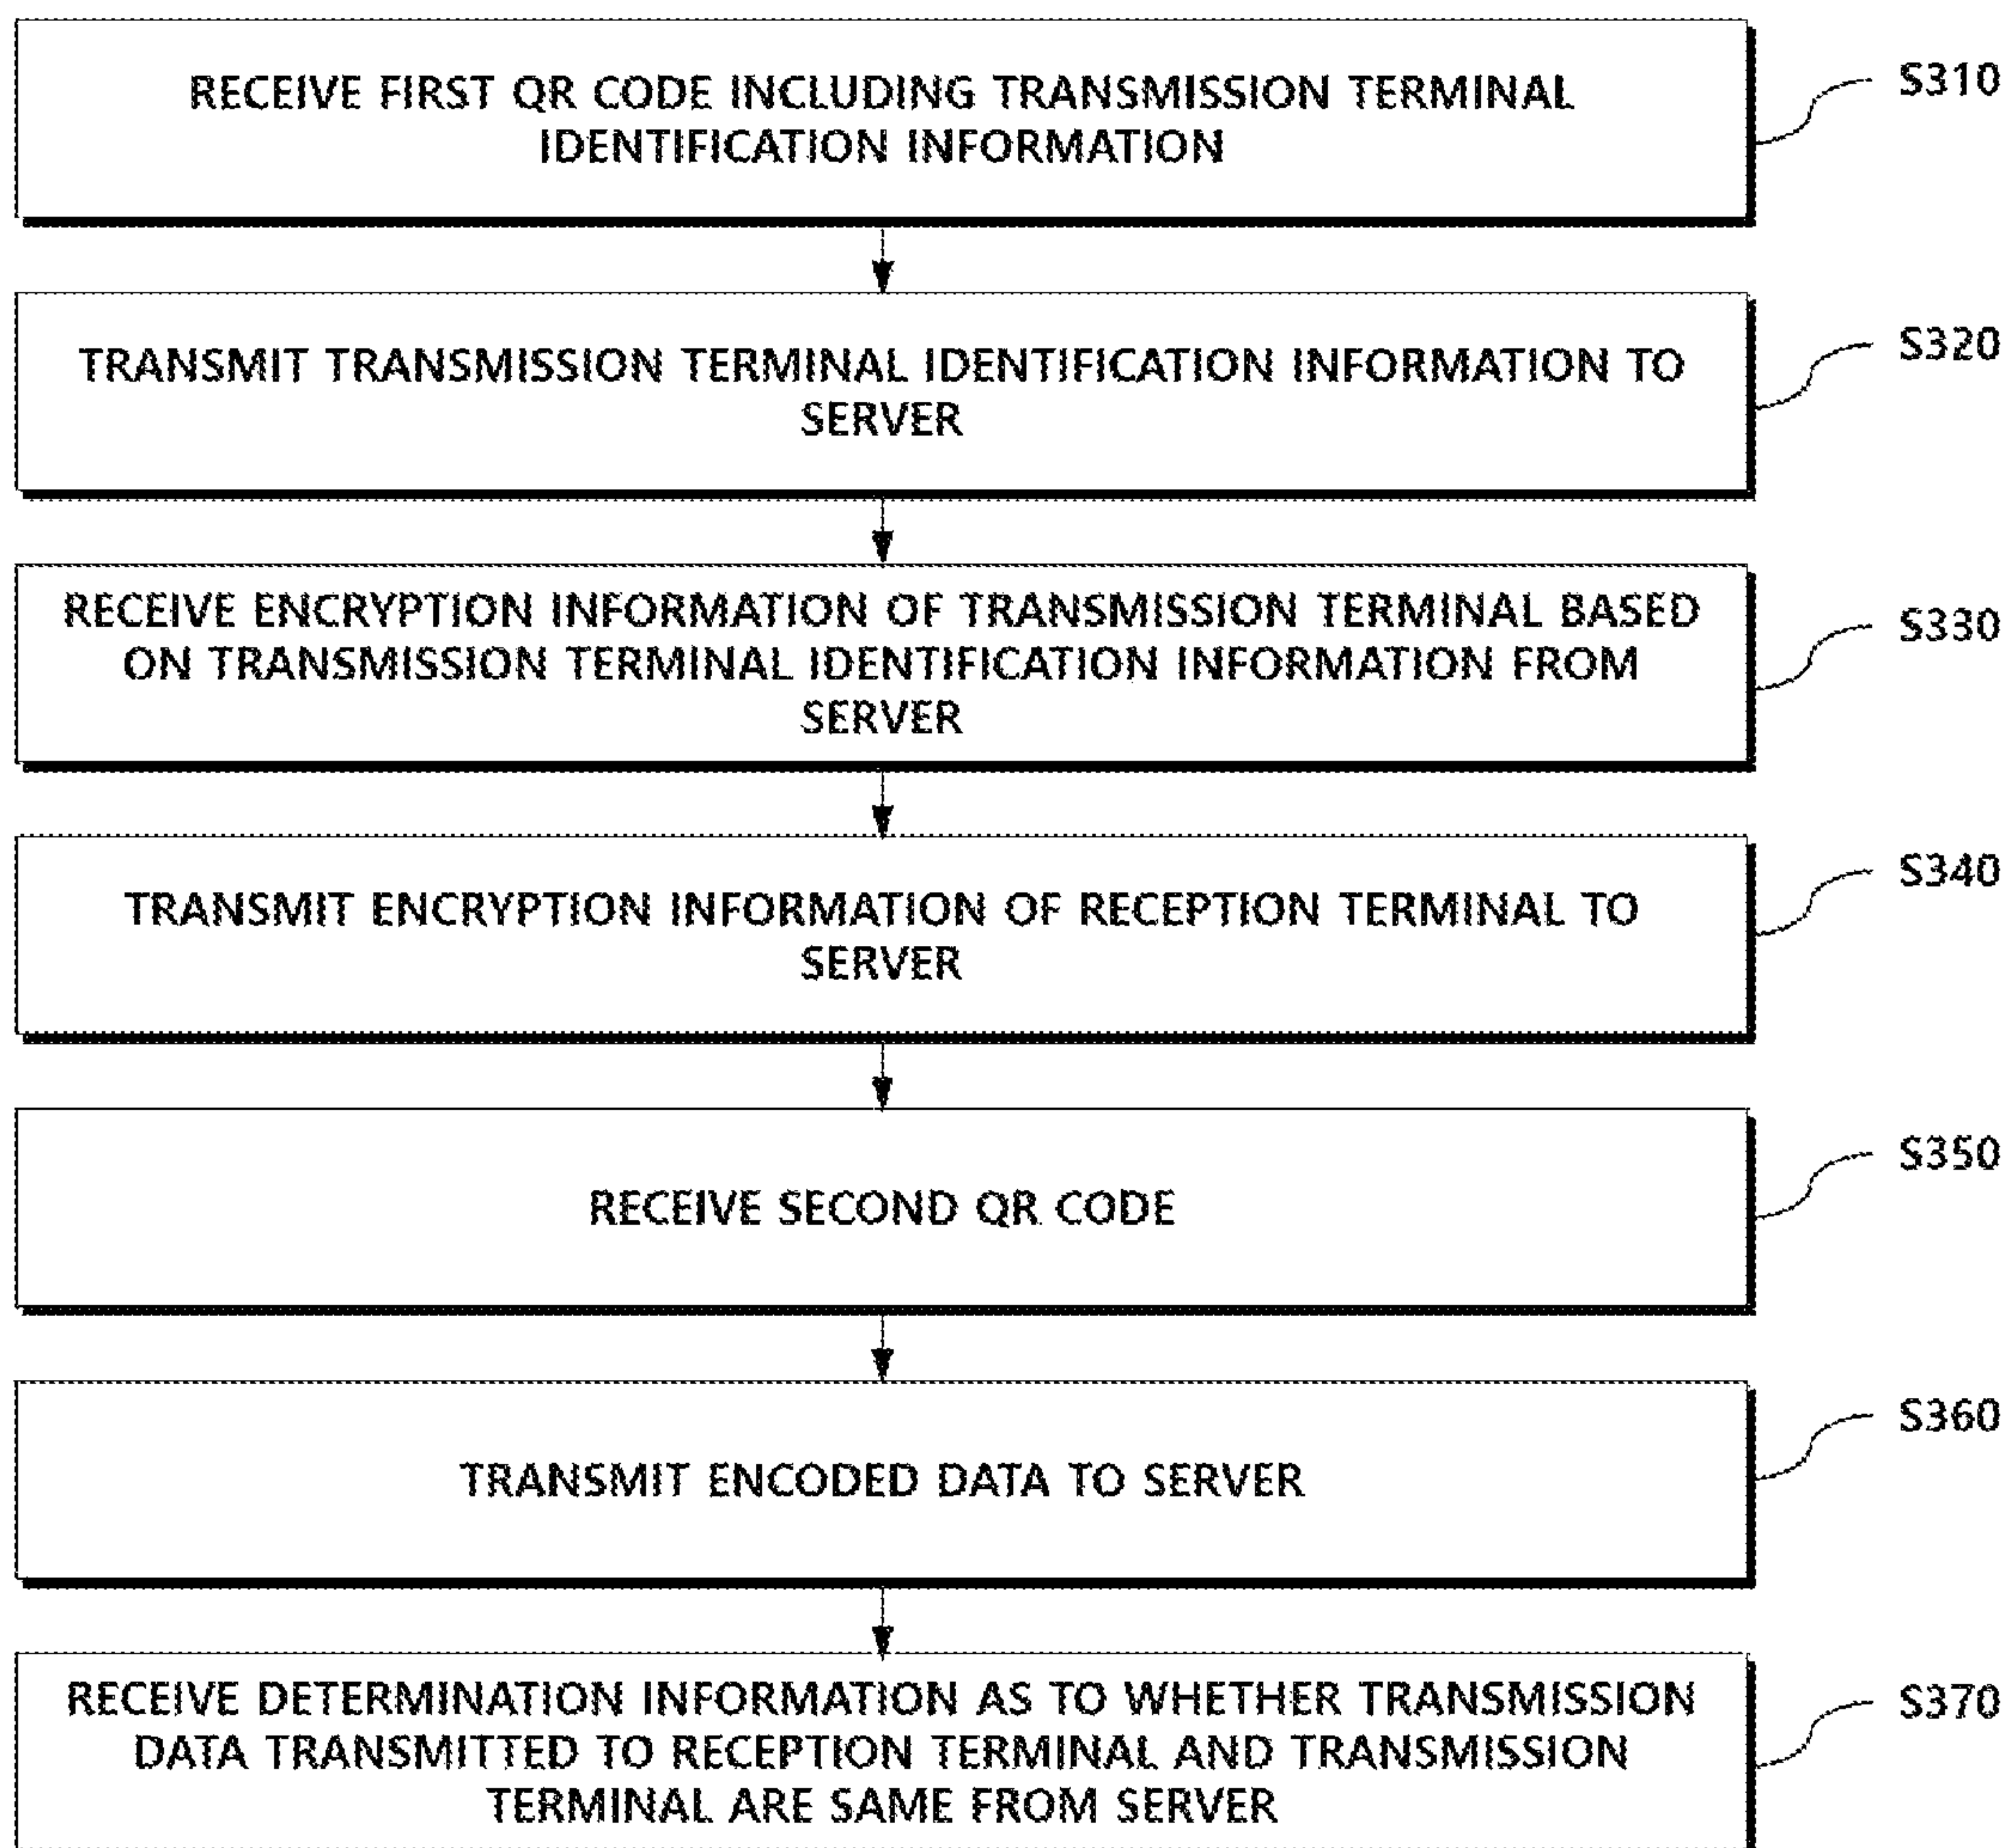 RECEIVE FIRST QR CODE INCLUDING TRANSMISSION TERMINAL
IDENTIFICATION INFORMATION
S310
TRANSMIT TRANSMISSION TERMINAL IDENTIFICATION INFORMATION TO
SERVER
S320
RECEIVE ENCRYPTION INFORMATION OF TRANSMISSION TERMINAL BASED
ON TRANSMISSION TERMINAL IDENTIFICATION INFORMATION FROM
SERVER
S330
TRANSMIT ENCRYPTION INFORMATION OF RECEPTION TERMINAL TO
SERVER
S340
RECEIVE SECOND QR CODE
S350
TRANSMIT ENCODED DATA TO SERVER
S360
RECEIVE DETERMINATION INFORMATION AS TO WHETHER TRANSMISSION
DATA TRANSMITTED TO RECEPTION TERMINAL AND TRANSMISSION
TERMINAL ARE SAME FROM SERVER
S370